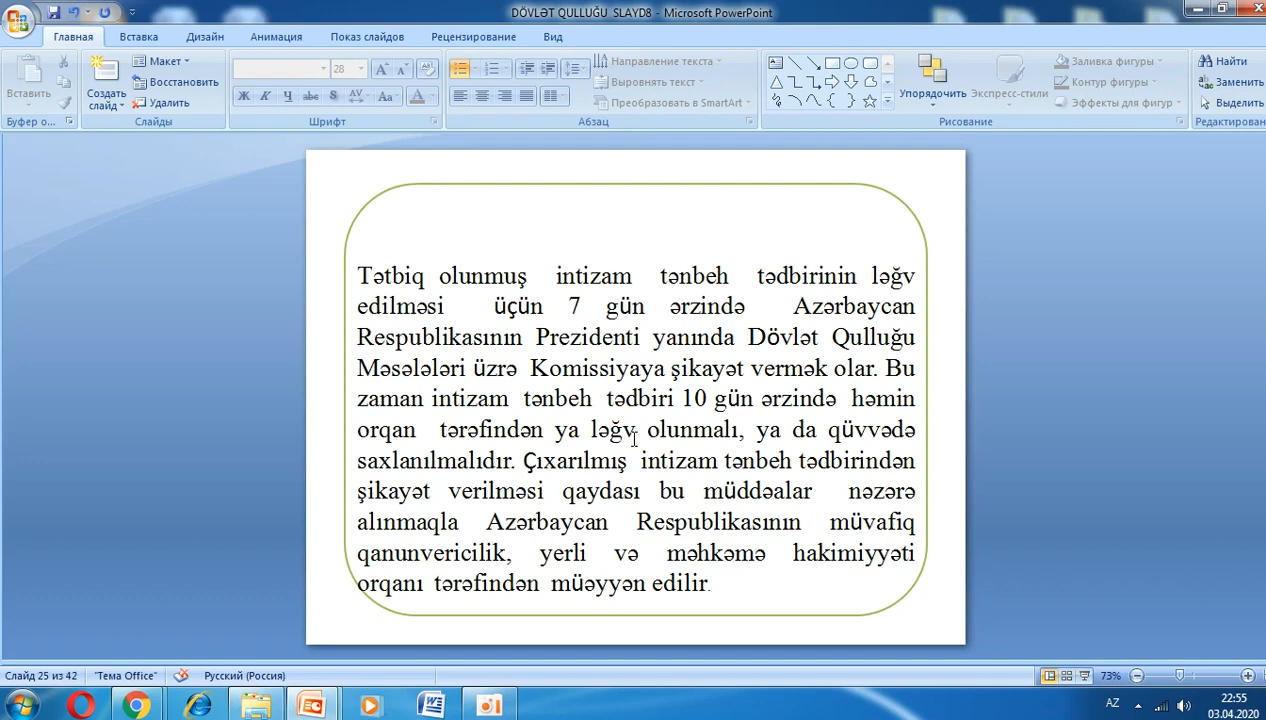 DÖVLƏT QULLUĞU SLAYD8 - Microsoft PowerPoint
Главная Вставка Дизайн Анимация Показ слайдов Рецензирование Вид
Макет Направление текста Заливка фигуры Найти
28 Выровнять текст Контур фигуры Заменить
Вставить Создать слайд Восстановить Преобразовать в SmartArt Упорядочить Экспресс-стили Эффекты для фигур Выделить
Удалить
Буфер о... Слайды Шрифт Абзац Рисование Редактирован
Tətbiq olunmuş intizam tənbeh tədbirinin ləğv
edilməsi üçün 7 gün ərzində Azərbaycan
Respublikasının Prezidenti yanında Dövlət Qulluğu
Məsələləri üzrə Komissiyaya şikayət vermək olar. Bu
zaman intizam tənbeh tədbiri 10 gün ərzində həmin
orqan tərəfindən ya ləğv olunmalı, ya da qüvvədə
saxlanılmalıdır. Çıxarılmış intizam tənbeh tədbirindən
şikayət verilməsi qaydası bu müddəalar nəzərə
alınmaqla Azərbaycan Respublikasının müvafiq
qanunvericilik, yerli və məhkəmə hakimiyyəti
orqanı tərəfindən müəyyən edilir.
Слайд 25 из 42 "Тема Office" Русский (Россия) 73%
AZ 22:55
03.04.2020